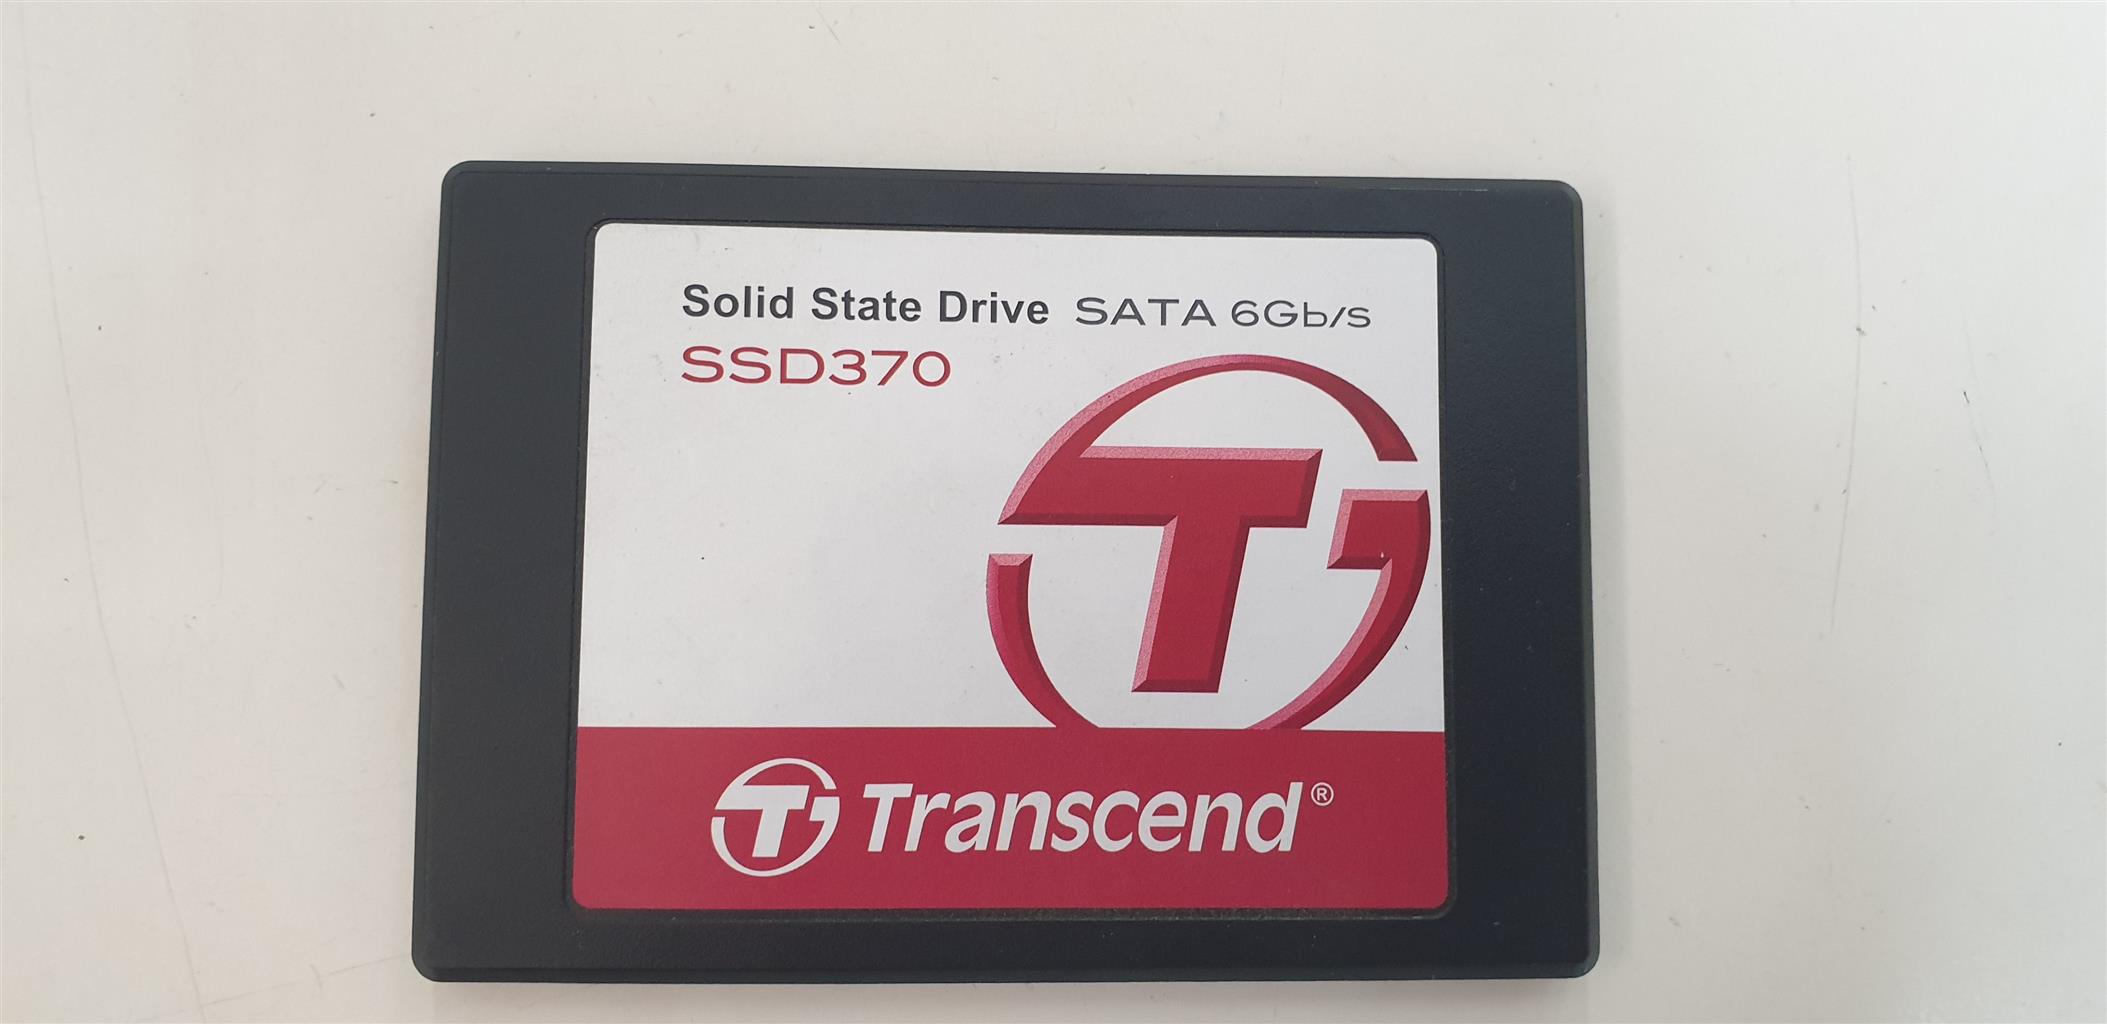 Solid State Drive SATA 6Gb/s
SSD370
Transcend®